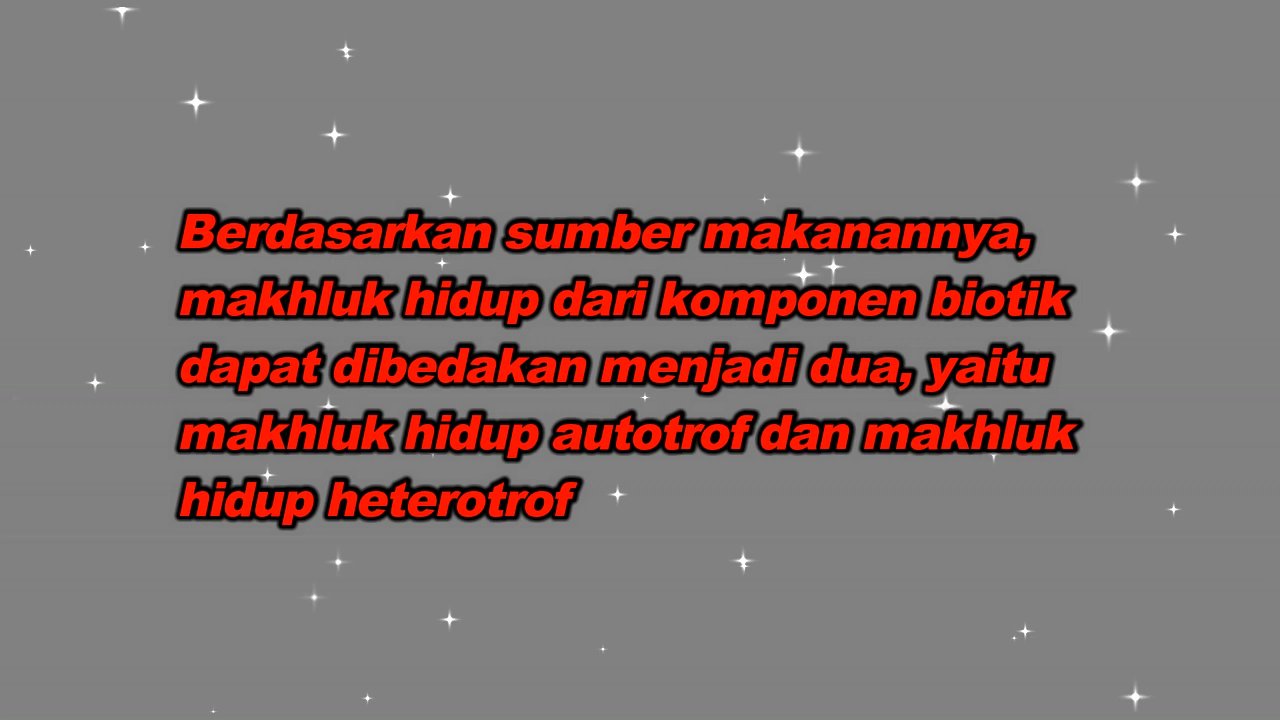 Berdasarkan sumber makanannya,
makhluk hidup dari komponen biotik
dapat dibedakan menjadi dua, yaitu
makhluk hidup autotrof dan makhluk
hidup heterotrof